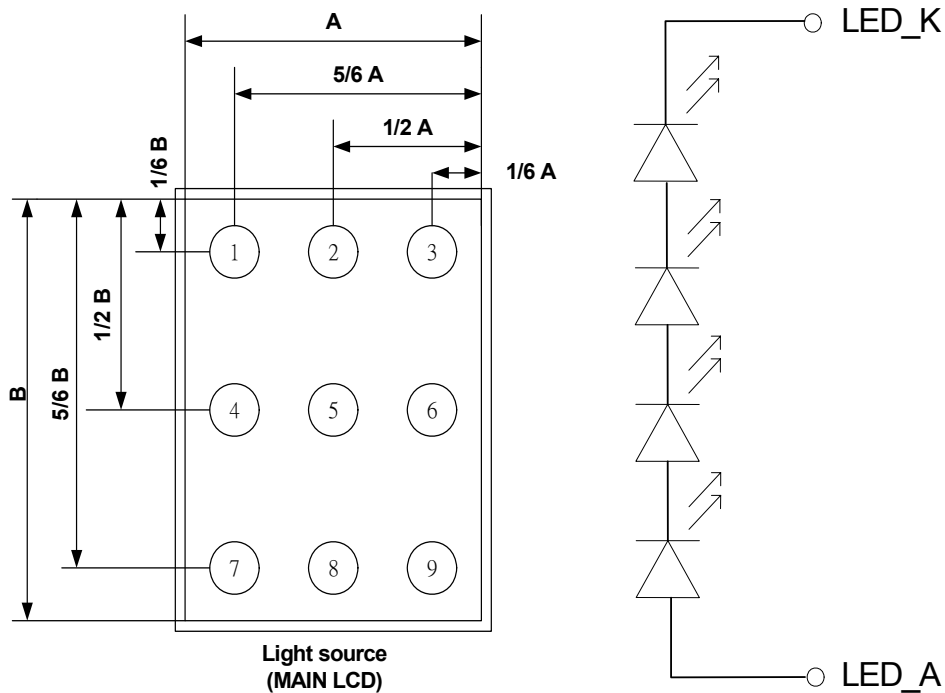 A
5/6 A
1/2 A
1/6 A
1/6 B
1/2 B
5/6 B
B
1 2 3
4 5 6
7 8 9
Light source
(MAIN LCD)
LED_K
LED_A